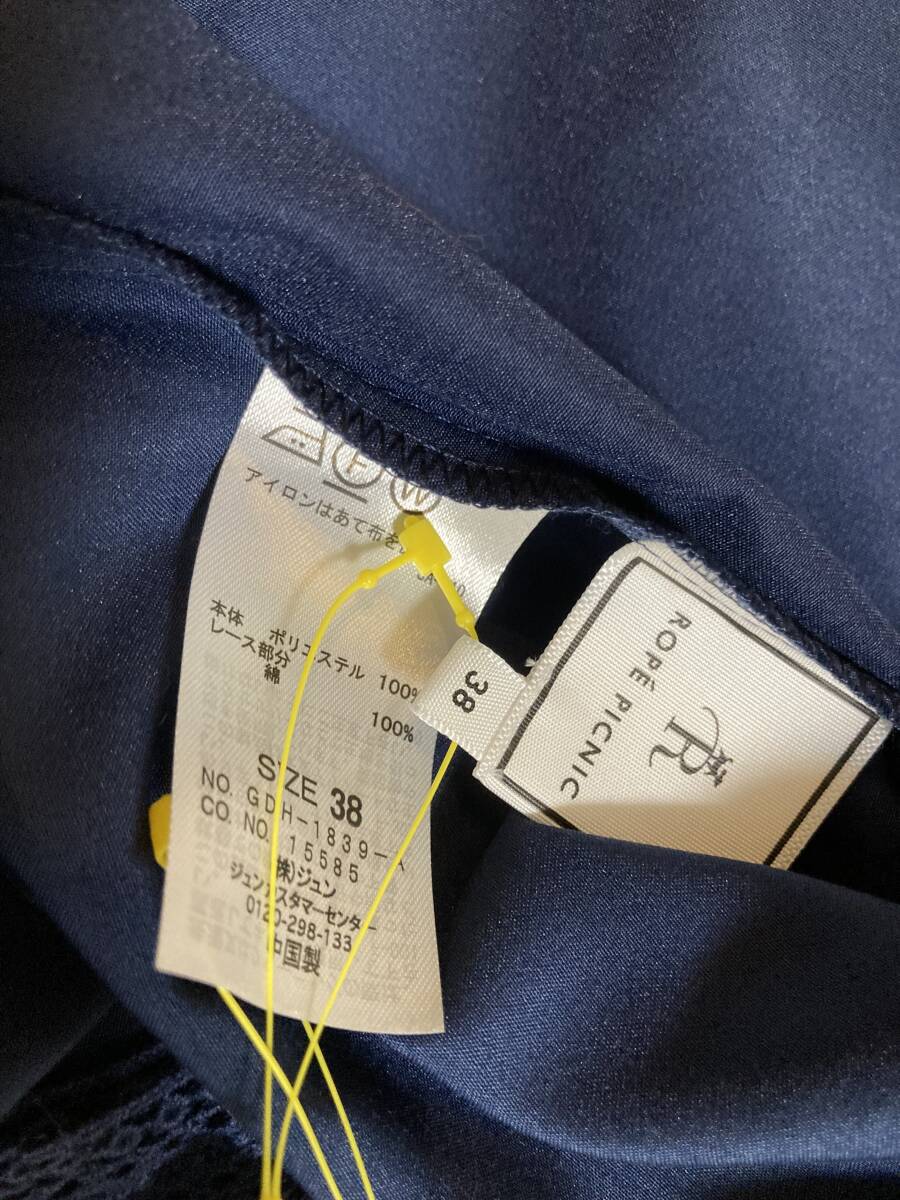 F
W
アイロンはあて布を
本体 ポリエステル 100%
レース部分
綿 100%
SIZE 38
NO. GDH-1839-A
CO. NO. 15585
(株)ジュン
ジュンカスタマーセンター
0120-298-133
中国製
38
ROPÉ PICNIC
R